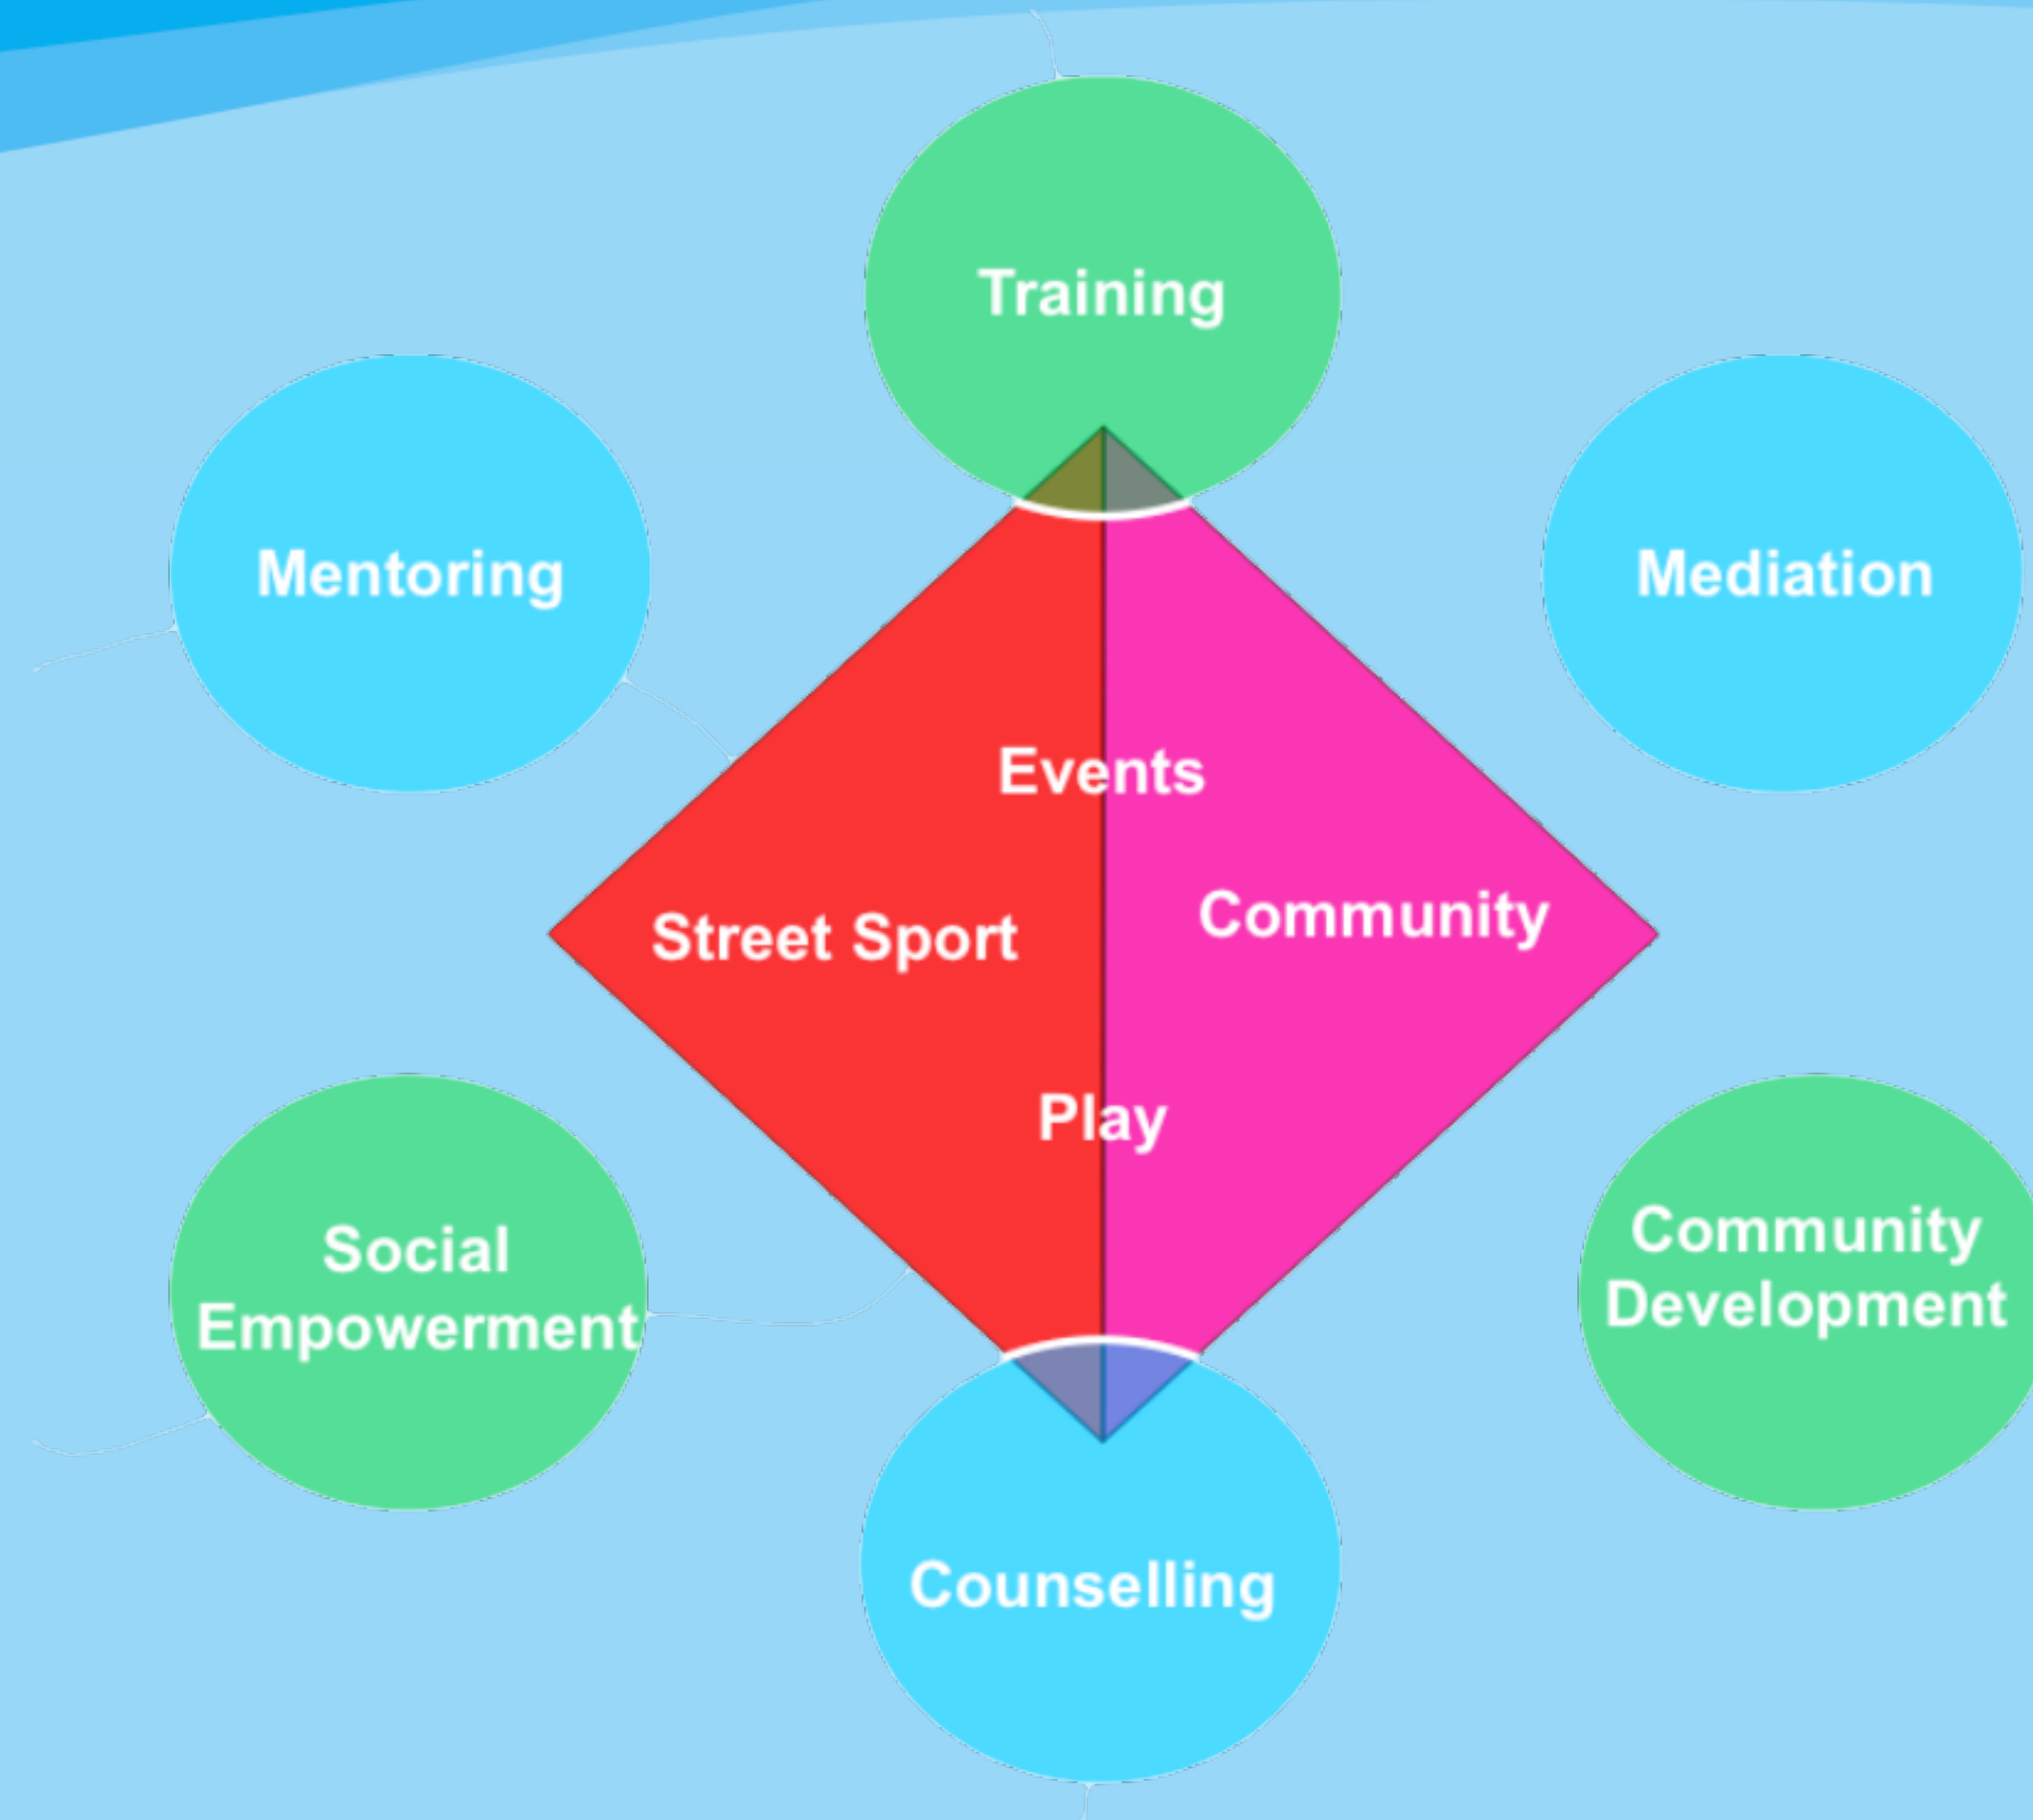 Training
Mentoring
Mediation
Events
Street Sport
Community
Play
Social
Empowerment
Community
Development
Counselling